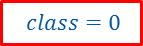 class = 0